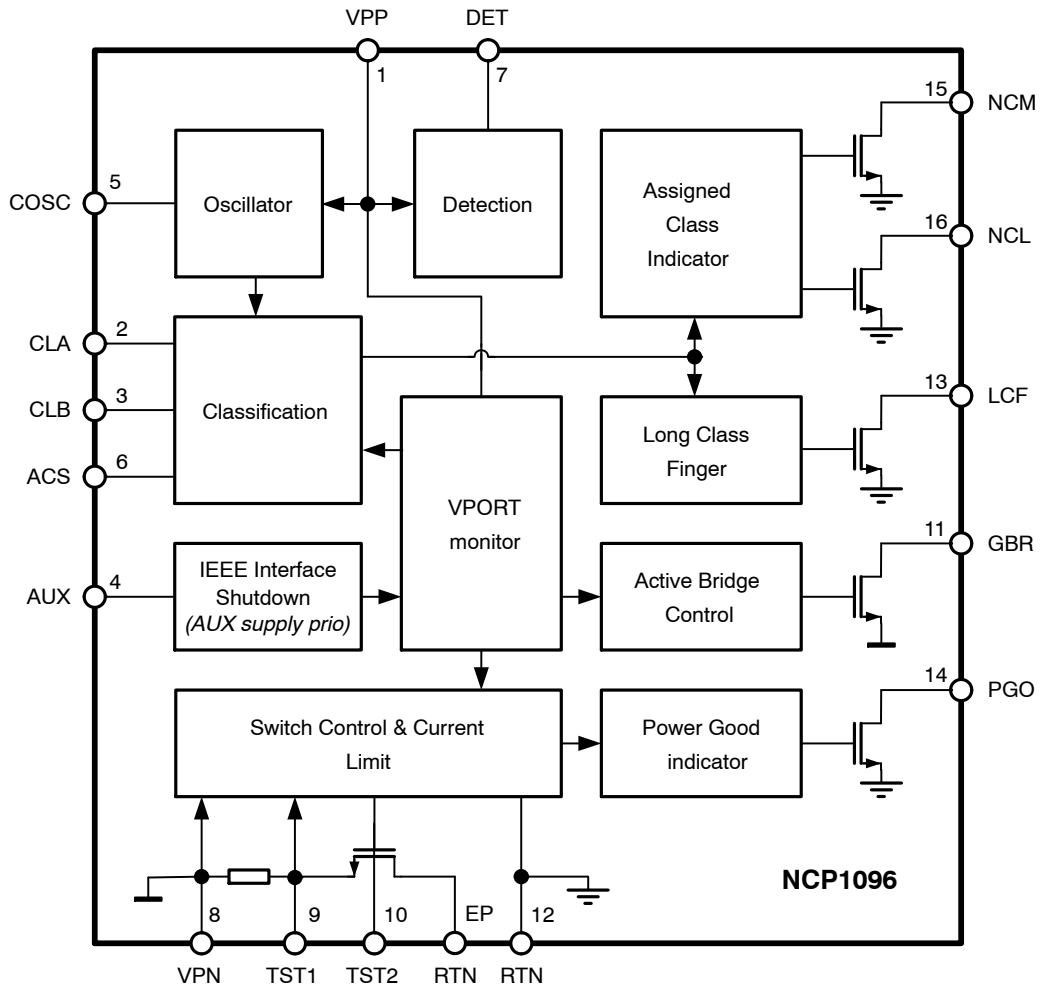 VPP
DET
1
7
15
NCM
5
COSC
Oscillator
Detection
Assigned
Class
Indicator
16
NCL
2
CLA
3
CLB
Classification
6
ACS
13
LCF
Long Class
Finger
VPORT
monitor
11
GBR
4
AUX
IEEE Interface
Shutdown
(AUX supply prio)
Active Bridge
Control
14
PGO
Switch Control & Current
Limit
Power Good
indicator
NCP1096
8
9
10
EP
12
VPN
TST1
TST2
RTN
RTN